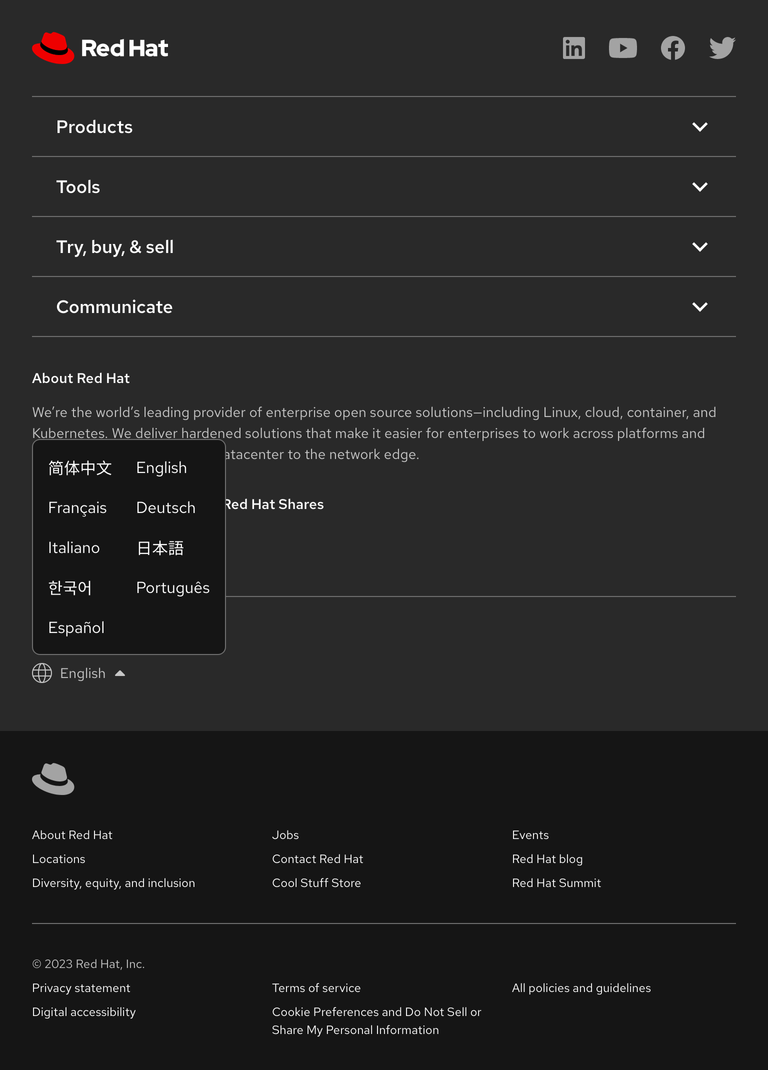 Red Hat
Products
Tools
Try, buy, & sell
Communicate
About Red Hat
We’re the world’s leading provider of enterprise open source solutions—including Linux, cloud, container, and
Kubernetes. We deliver hardened solutions that make it easier for enterprises to work across platforms and
atacenter to the network edge.
Red Hat Shares
简体中文 English
Français Deutsch
Italiano 日本語
한국어 Português
Español
English
About Red Hat Jobs Events
Locations Contact Red Hat Red Hat blog
Diversity, equity, and inclusion Cool Stuff Store Red Hat Summit
© 2023 Red Hat, Inc.
Privacy statement Terms of service All policies and guidelines
Digital accessibility Cookie Preferences and Do Not Sell or
Share My Personal Information